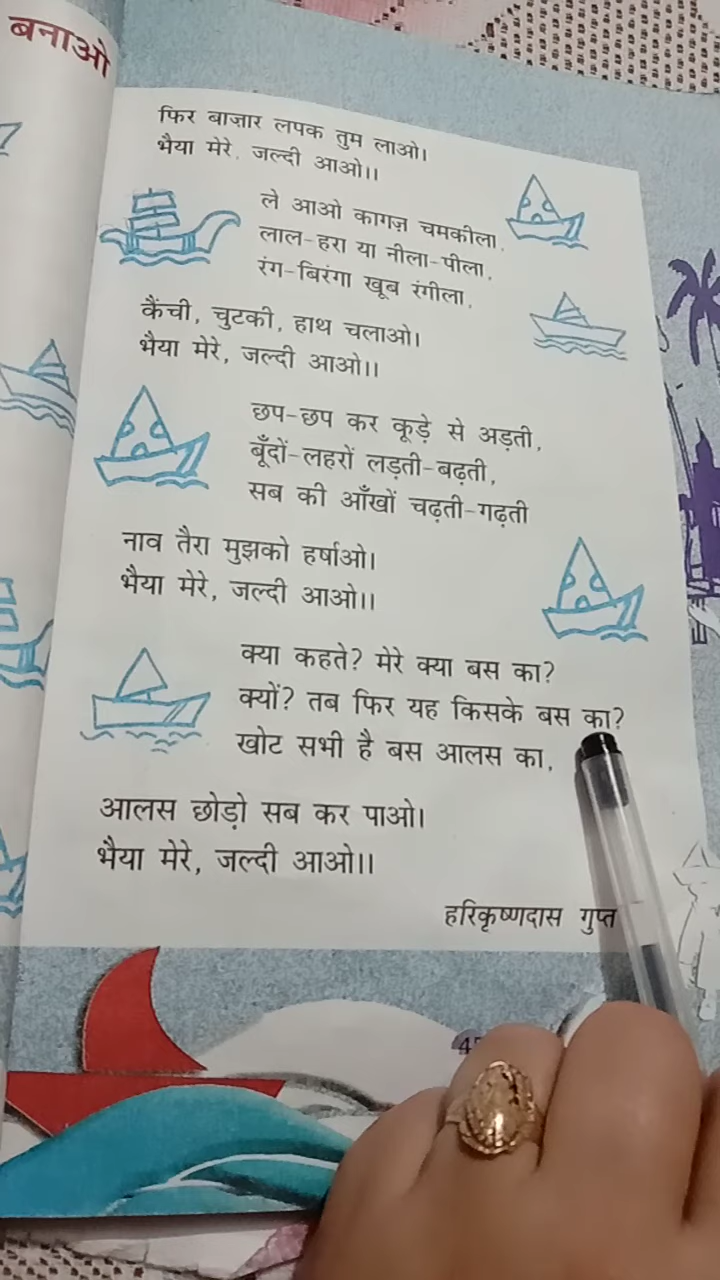 बनाओ
फिर बाज़ार लपक तुम लाओ।
भैया मेरे, जल्दी आओ।।
ले आओ कागज़ चमकीला,
लाल-हरा या नीला-पीला,
रंग-बिरंगा खूब रंगीला,
कैंची, चुटकी, हाथ चलाओ।
भैया मेरे, जल्दी आओ।।
छप-छप कर कूड़े से अड़ती,
बूँदों-लहरों लड़ती-बढ़ती,
सब की आँखों चढ़ती-गढ़ती
नाव तैरा मुझको हर्षाओ।
भैया मेरे, जल्दी आओ।।
क्या कहते? मेरे क्या बस का?
क्यों? तब फिर यह किसके बस का?
खोट सभी है बस आलस का,
आलस छोड़ो सब कर पाओ।
भैया मेरे, जल्दी आओ।।
हरिकृष्णदास गुप्त